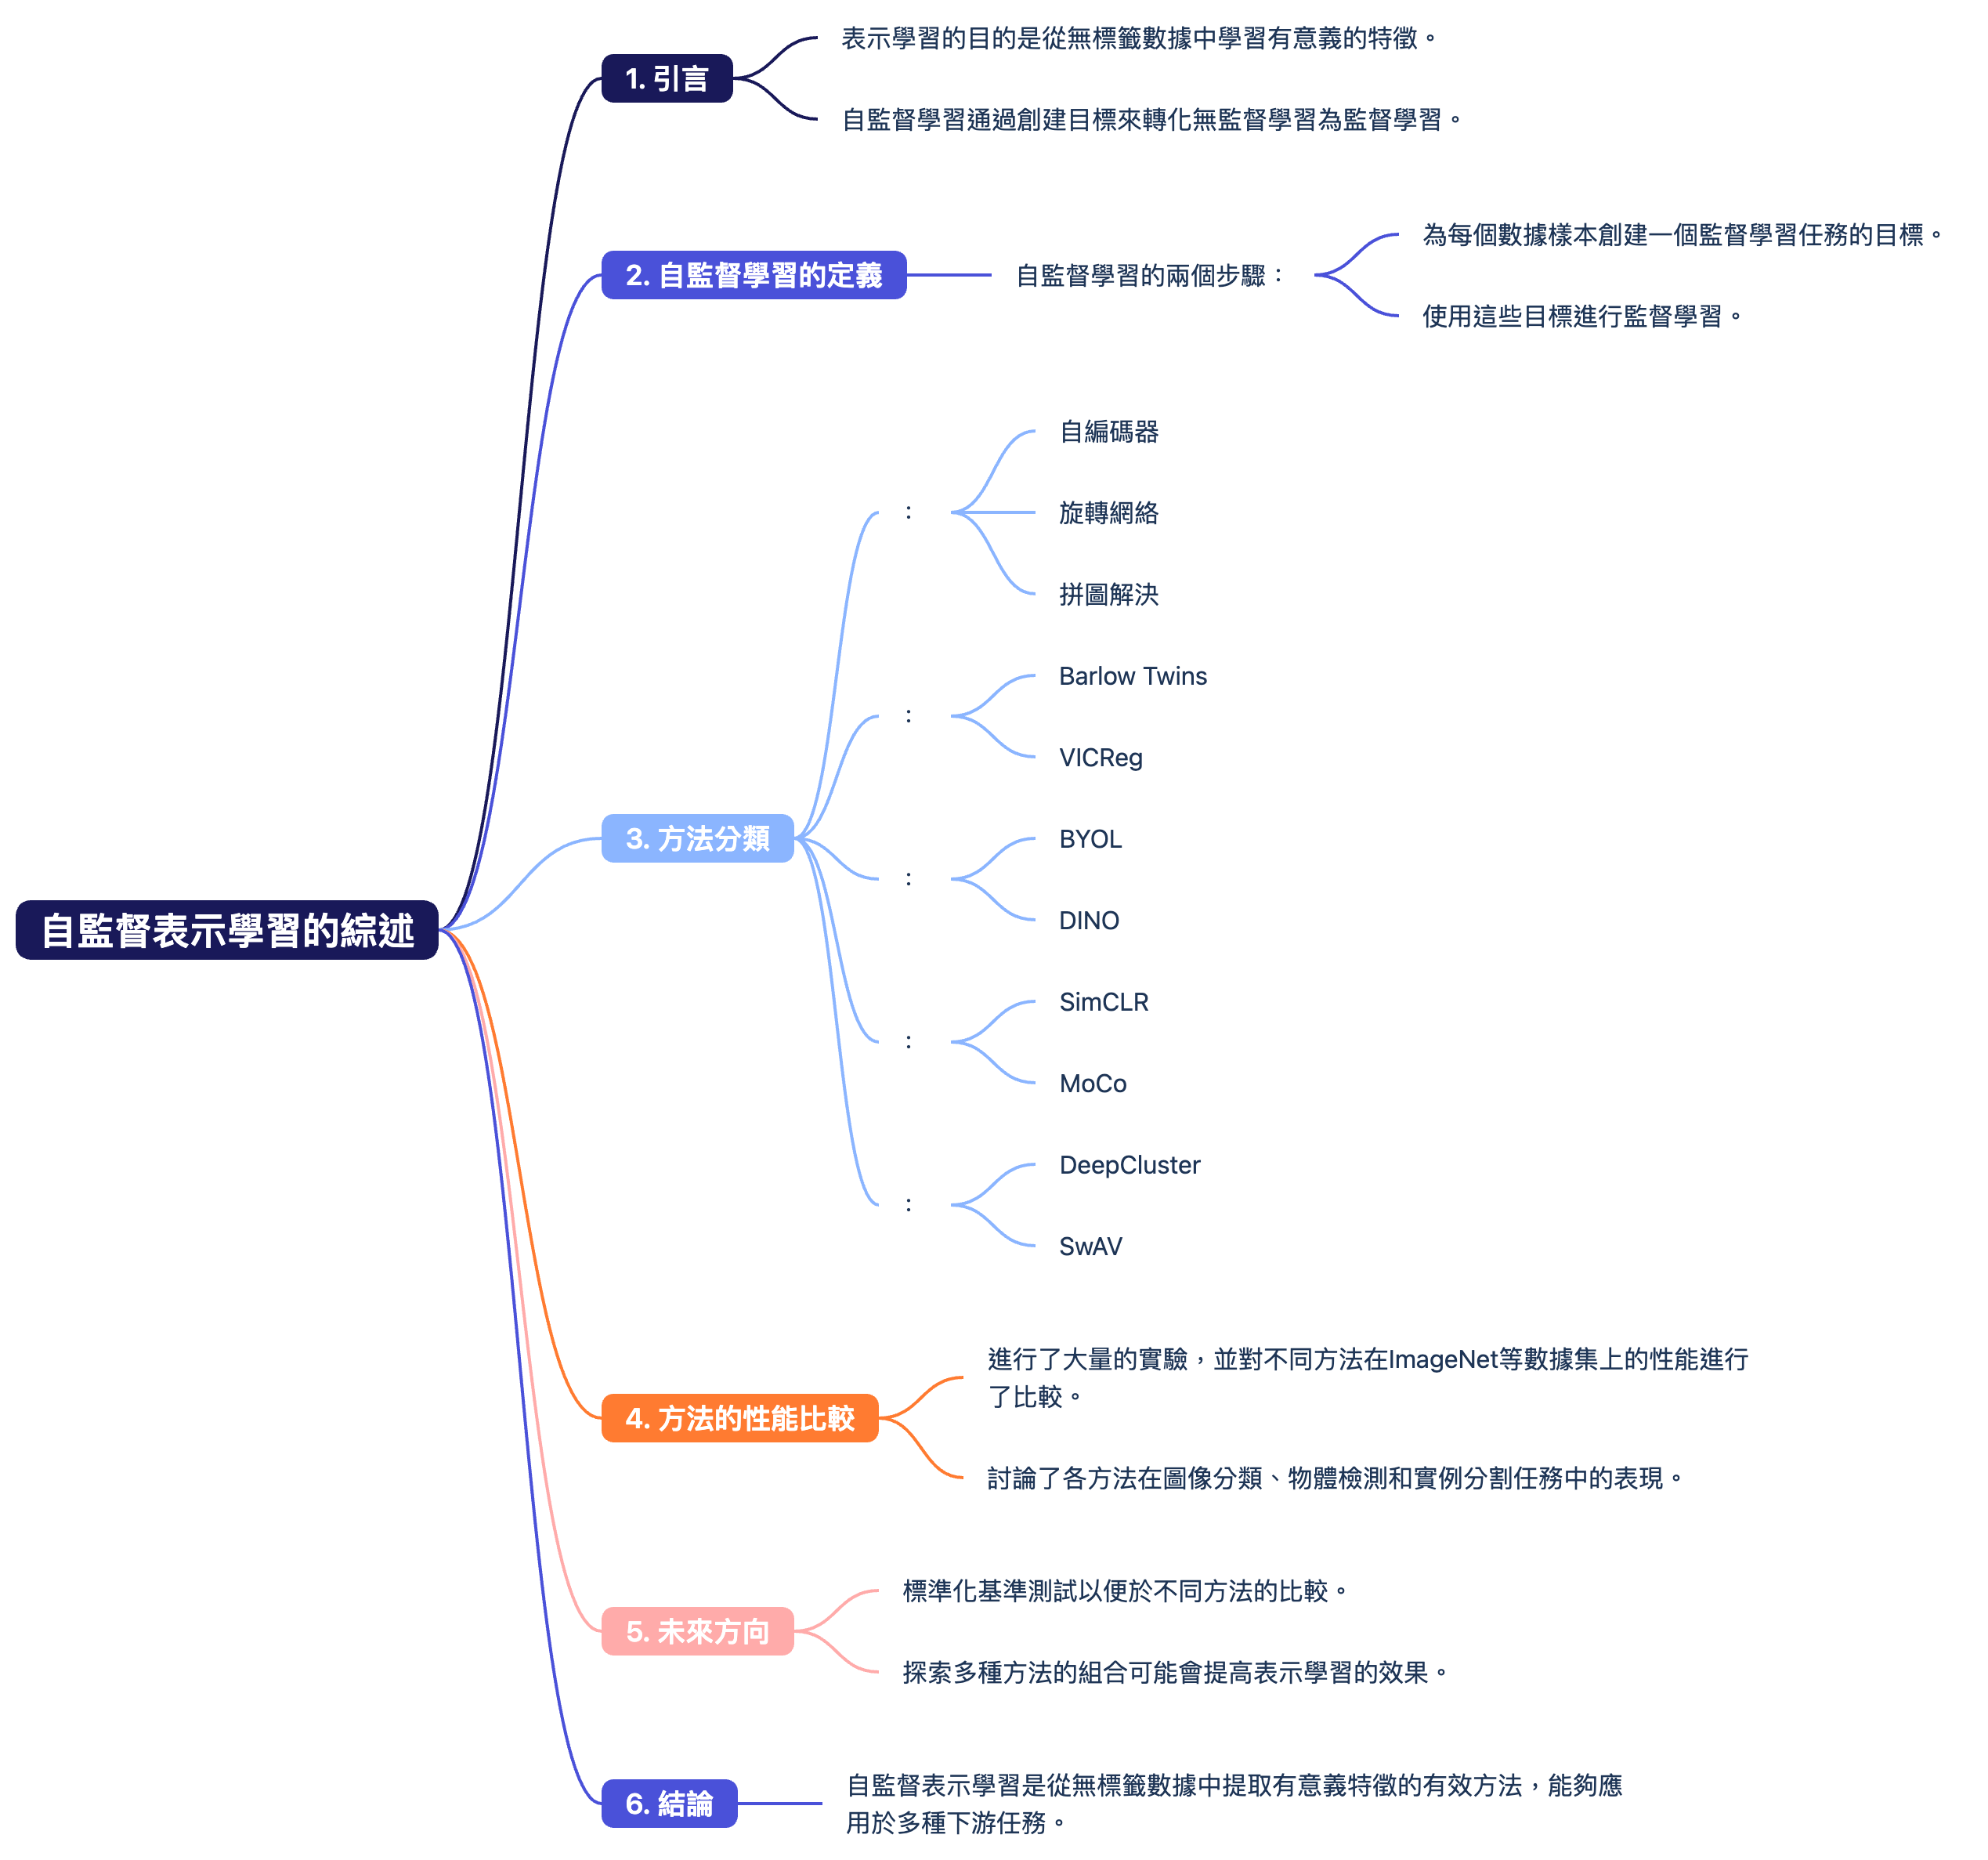 表示學習的目的是從無標籤數據中學習有意義的特徵。
1. 引言
自監督學習通過創建目標來轉化無監督學習為監督學習。
為每個數據樣本創建一個監督學習任務的目標。
2. 自監督學習的定義
自監督學習的兩個步驟：
使用這些目標進行監督學習。
自編碼器
：
旋轉網絡
拼圖解決
Barlow Twins
：
VICReg
3. 方法分類
BYOL
：
DINO
自監督表示學習的綜述
SimCLR
：
MoCo
DeepCluster
：
SwAV
進行了大量的實驗，並對不同方法在ImageNet等數據集上的性能進行
了比較。
4. 方法的性能比較
討論了各方法在圖像分類、物體檢測和實例分割任務中的表現。
標準化基準測試以便於不同方法的比較。
5. 未來方向
探索多種方法的組合可能會提高表示學習的效果。
自監督表示學習是從無標籤數據中提取有意義特徵的有效方法，能夠應
6. 結論
用於多種下游任務。